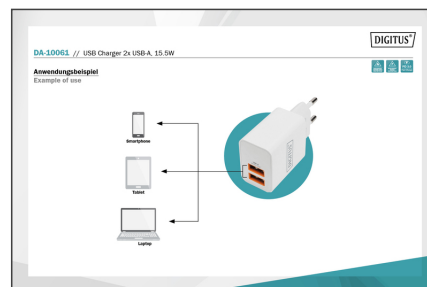 DIGITUS®
DA-10061 // USB Charger 2x USB-A, 15.5W
Anwendungsbeispiel
Example of use
Smartphone
Tablet
Laptop